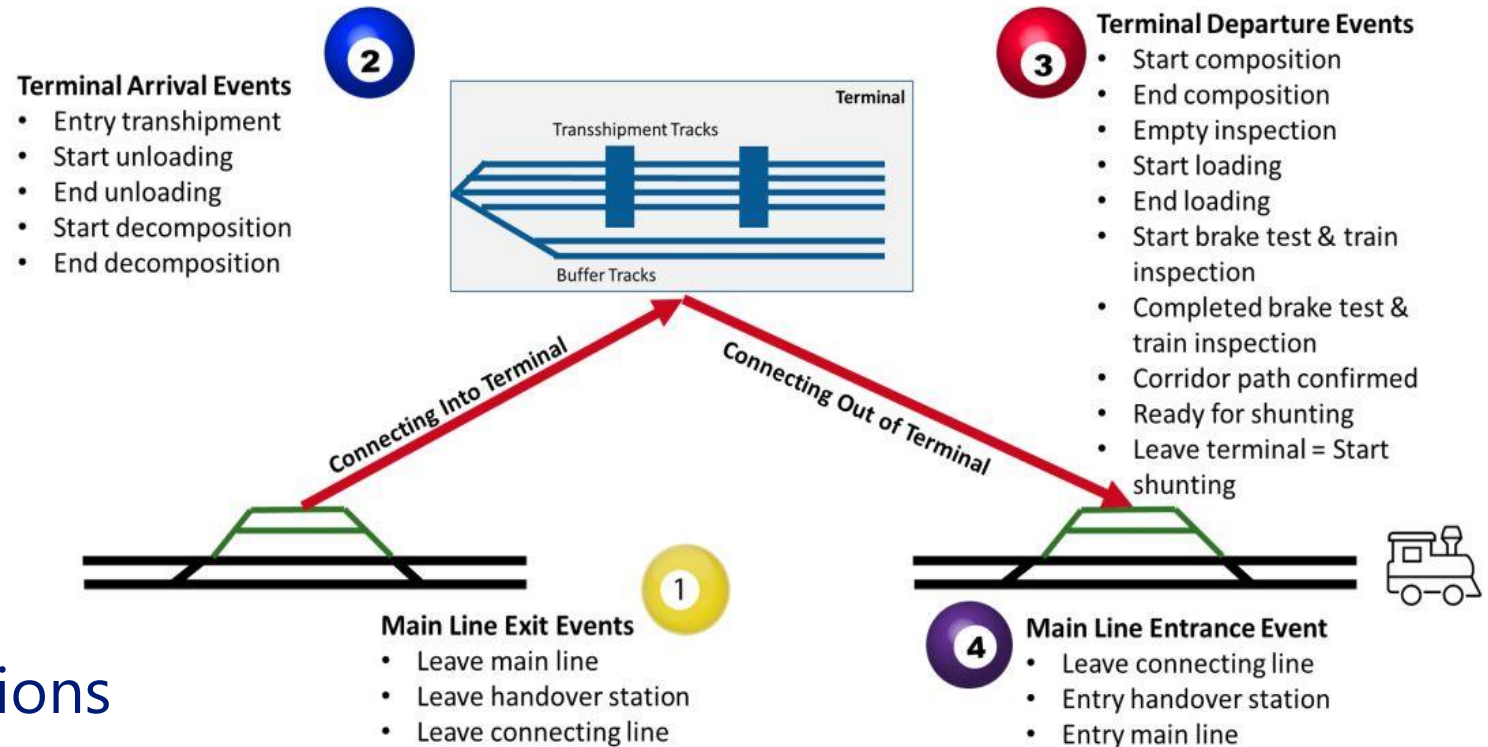 2
Terminal Arrival Events
• Entry transhipment
• Start unloading
• End unloading
• Start decomposition
• End decomposition
Terminal
Transshipment Tracks
Buffer Tracks
3
Terminal Departure Events
• Start composition
• End composition
• Empty inspection
• Start loading
• End loading
• Start brake test & train
inspection
• Completed brake test &
train inspection
• Corridor path confirmed
• Ready for shunting
• Leave terminal = Start
shunting
Connecting Into Terminal
Connecting Out of Terminal
1
Main Line Exit Events
• Leave main line
• Leave handover station
• Leave connecting line
4
Main Line Entrance Event
• Leave connecting line
• Entry handover station
• Entry main line
ions